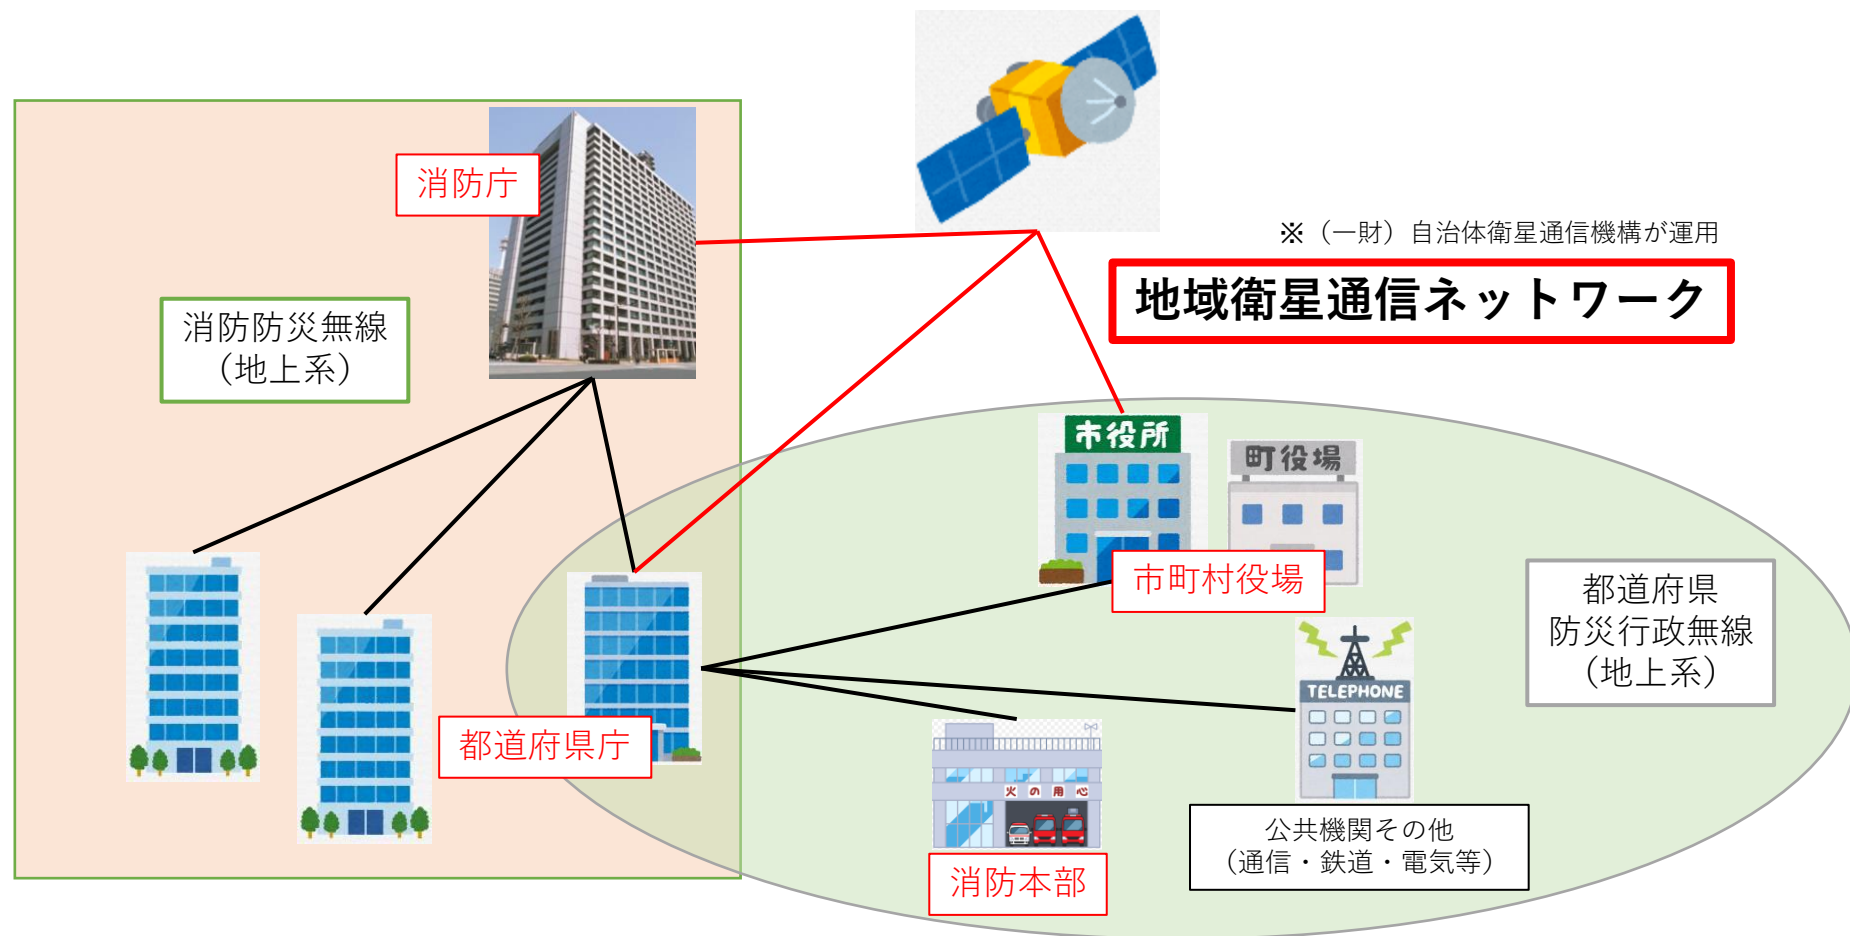 消防庁
※（一財）自治体衛星通信機構が運用
地域衛星通信ネットワーク
消防防災無線
（地上系）
市役所
町役場
市町村役場
都道府県
防災行政無線
（地上系）
TELEPHONE
都道府県庁
火の用心
公共機関その他
（通信・鉄道・電気等）
消防本部